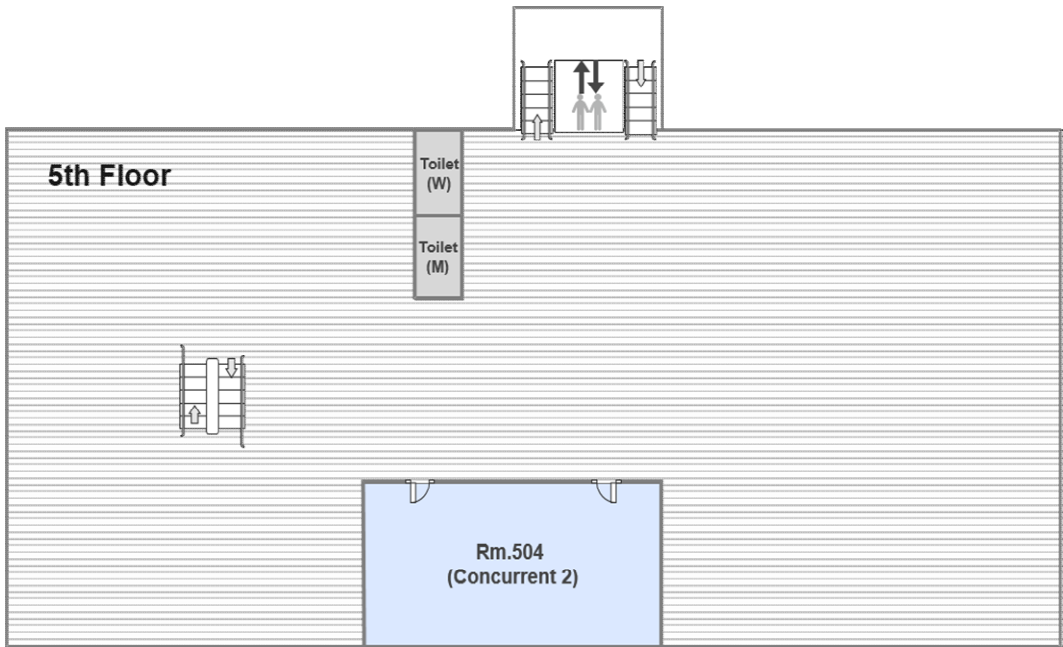 5th Floor
Toilet
(W)
Toilet
(M)
Rm.504
(Concurrent 2)